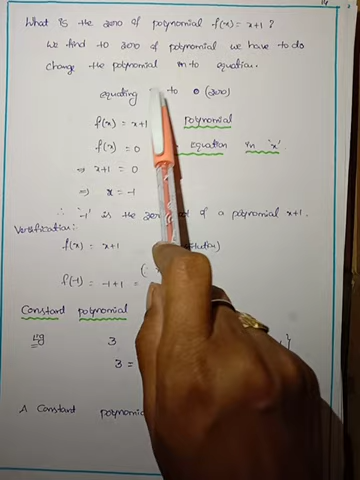 What is the zero of polynomial f(x) = x+1 ?
We find to zero of polynomial we have to do
change the polynomial in to equation.
equating to 0 (zero)
f(x) = x+1 polynomial
f(x) = 0 equation in 'x'
⇒ x+1 = 0
⇒ x = -1
∴ '-1' is the zero of a polynomial x+1.
Verification:
f(x) = x+1
f(-1) = -1+1 =
Constant polynomial
eg 3
3 =
A Constant